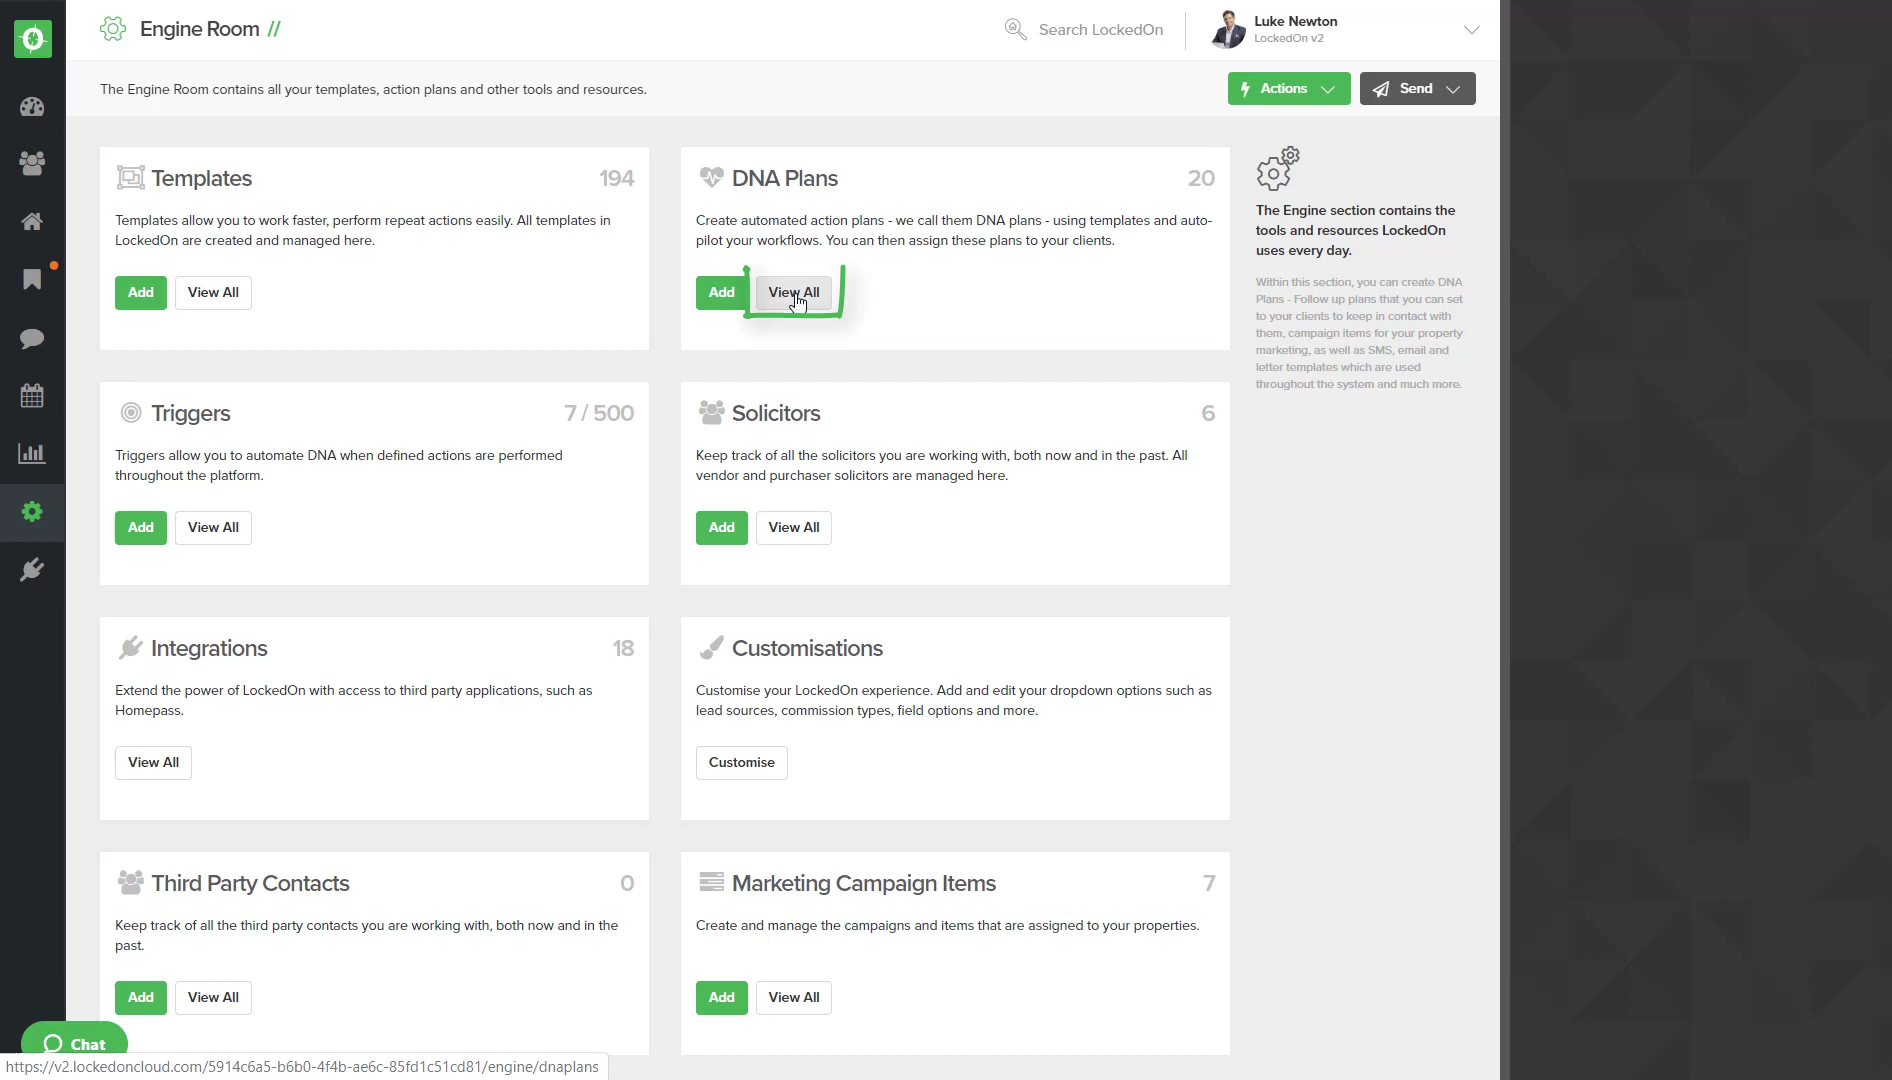 Engine Room //
Search LockedOn
Luke Newton
LockedOn v2
The Engine Room contains all your templates, action plans and other tools and resources.
Actions
Send
Templates 194
Templates allow you to work faster, perform repeat actions easily. All templates in
LockedOn are created and managed here.
Add View All
DNA Plans 20
Create automated action plans - we call them DNA plans - using templates and auto-
pilot your workflows. You can then assign these plans to your clients.
Add View All
The Engine section contains the
tools and resources LockedOn
uses every day.
Within this section, you can create DNA
Plans - Follow up plans that you can set
to your clients to keep in contact with
them, campaign items for your property
marketing, as well as SMS, email and
letter templates which are used
throughout the system and much more.
Triggers 7 / 500
Triggers allow you to automate DNA when defined actions are performed
throughout the platform.
Add View All
Solicitors 6
Keep track of all the solicitors you are working with, both now and in the past. All
vendor and purchaser solicitors are managed here.
Add View All
Integrations 18
Extend the power of LockedOn with access to third party applications, such as
Homepass.
View All
Customisations
Customise your LockedOn experience. Add and edit your dropdown options such as
lead sources, commission types, field options and more.
Customise
Third Party Contacts 0
Keep track of all the third party contacts you are working with, both now and in the
past.
Add View All
Marketing Campaign Items 7
Create and manage the campaigns and items that are assigned to your properties.
Add View All
Chat
https://v2.lockedoncloud.com/5914c6a5-b6b0-4f4b-ae6c-85fd1c51cd81/engine/dnaplans